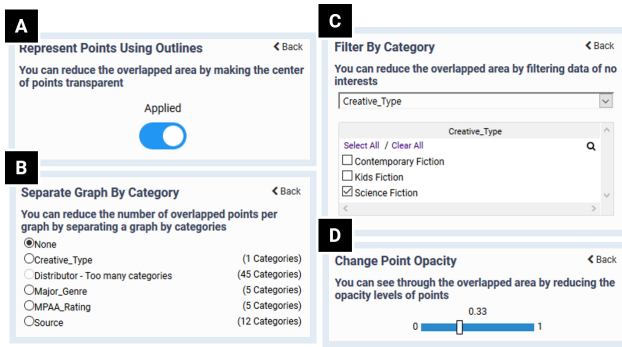 A
Represent Points Using Outlines
Back
You can reduce the overlapped area by making the center
of points transparent
Applied
B
Separate Graph By Category
Back
You can reduce the number of overlapped points per
graph by separating a graph by categories
None
Creative_Type (1 Categories)
Distributor - Too many categories (45 Categories)
Major_Genre (5 Categories)
MPAA_Rating (5 Categories)
Source (12 Categories)
C
Filter By Category
Back
You can reduce the overlapped area by filtering data of no
interests
Creative_Type
Creative_Type
Select All / Clear All
Contemporary Fiction
Kids Fiction
Science Fiction
D
Change Point Opacity
Back
You can see through the overlapped area by reducing the
opacity levels of points
0.33
0 1